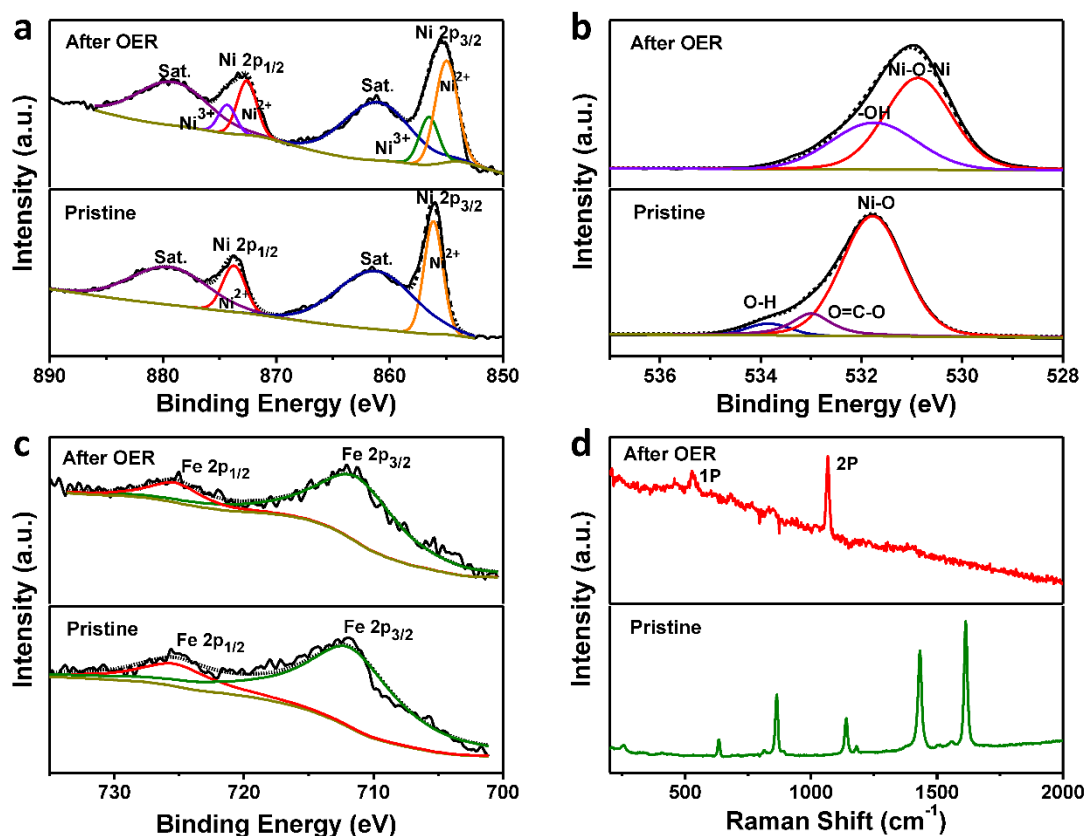 a
After OER
Sat.
Ni 2p1/2
Ni3+
Ni2+
Sat.
Ni 2p3/2
Ni2+
Ni3+
Pristine
Sat.
Ni 2p1/2
Ni2+
Sat.
Ni 2p3/2
Ni2+
Intensity (a.u.)
890 880 870 860 850
Binding Energy (eV)
b
After OER
Ni-O-Ni
-OH
Pristine
Ni-O
O-H
O=C-O
Intensity (a.u.)
536 534 532 530 528
Binding Energy (eV)
c
After OER
Fe 2p1/2
Fe 2p3/2
Pristine
Fe 2p1/2
Fe 2p3/2
Intensity (a.u.)
730 720 710 700
Binding Energy (eV)
d
After OER
1P
2P
Pristine
Intensity (a.u.)
500 1000 1500 2000
Raman Shift (cm-1)